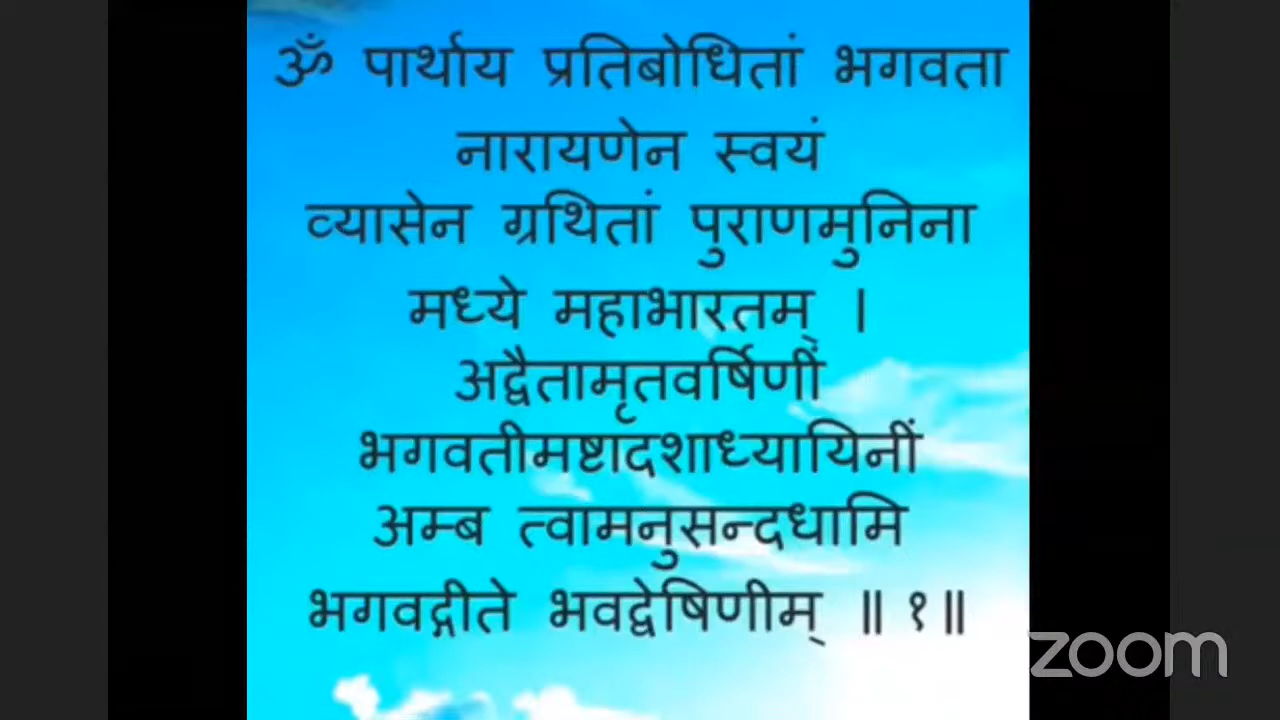 ॐ पार्थाय प्रतिबोधितां भगवता
नारायणेन स्वयं
व्यासेन ग्रथितां पुराणमुनिना
मध्ये महाभारतम् ।
अद्वैतामृतवर्षिणीं
भगवतीमष्टादशाध्यायिनीं
अम्ब त्वामनुसन्दधामि
भगवद्गीते भवद्वेषिणीम् ॥ १॥
zoom